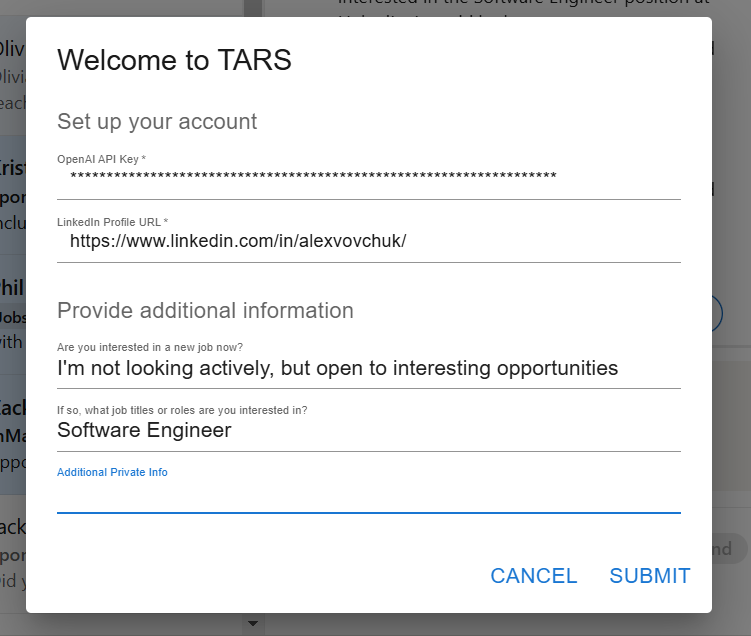 Welcome to TARS
Set up your account
OpenAI API Key *
*******************************************************************
LinkedIn Profile URL *
https://www.linkedin.com/in/alexvovchuk/
Provide additional information
Are you interested in a new job now?
I'm not looking actively, but open to interesting opportunities
If so, what job titles or roles are you interested in?
Software Engineer
Additional Private Info
CANCEL SUBMIT